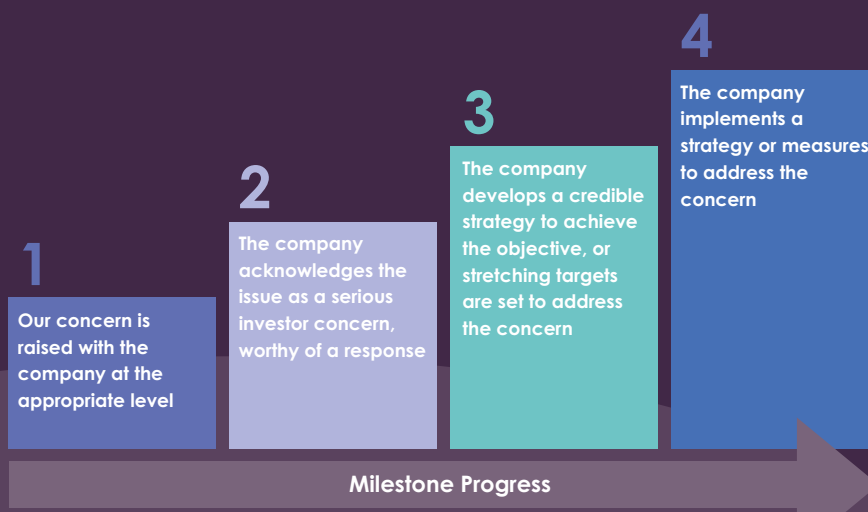 1
Our concern is
raised with the
company at the
appropriate level
2
The company
acknowledges the
issue as a serious
investor concern,
worthy of a response
3
The company
develops a credible
strategy to achieve
the objective, or
stretching targets
are set to address
the concern
4
The company
implements a
strategy or measures
to address the
concern
Milestone Progress